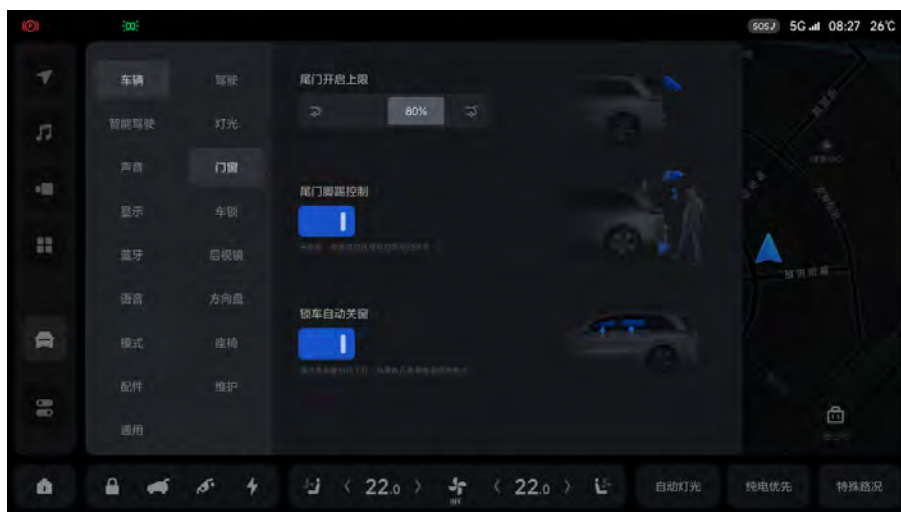 SOS 5G 08:27 26℃
车辆 驾驶
智能驾驶 灯光
声音 门窗
显示 车锁
蓝牙 后视镜
语音 方向盘
模式 座椅
配件 维护
通用
尾门开启上限
80%
尾门脚踢控制
锁车自动关窗
22.0 OFF 22.0
自动灯光 纯电优先 特殊路况